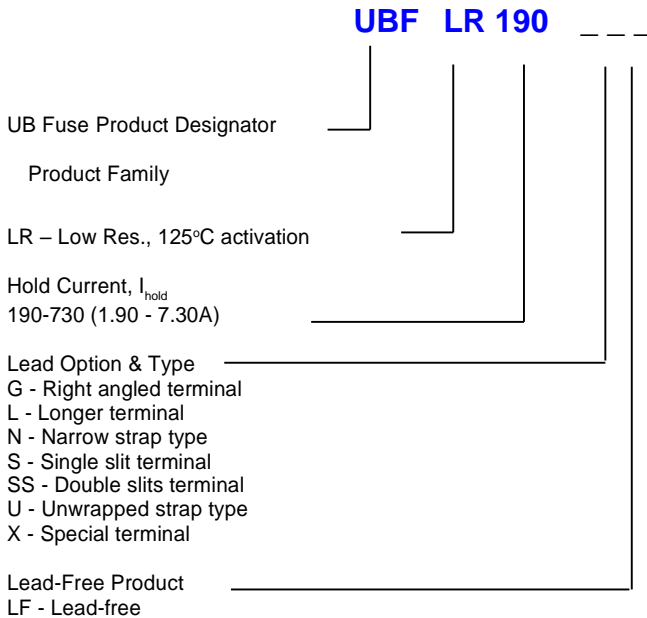 UBF LR 190 _ _ _
UB Fuse Product Designator
Product Family
LR – Low Res., 125°C activation
Hold Current, Ihold
190-730 (1.90 - 7.30A)
Lead Option & Type
G - Right angled terminal
L - Longer terminal
N - Narrow strap type
S - Single slit terminal
SS - Double slits terminal
U - Unwrapped strap type
X - Special terminal
Lead-Free Product
LF - Lead-free